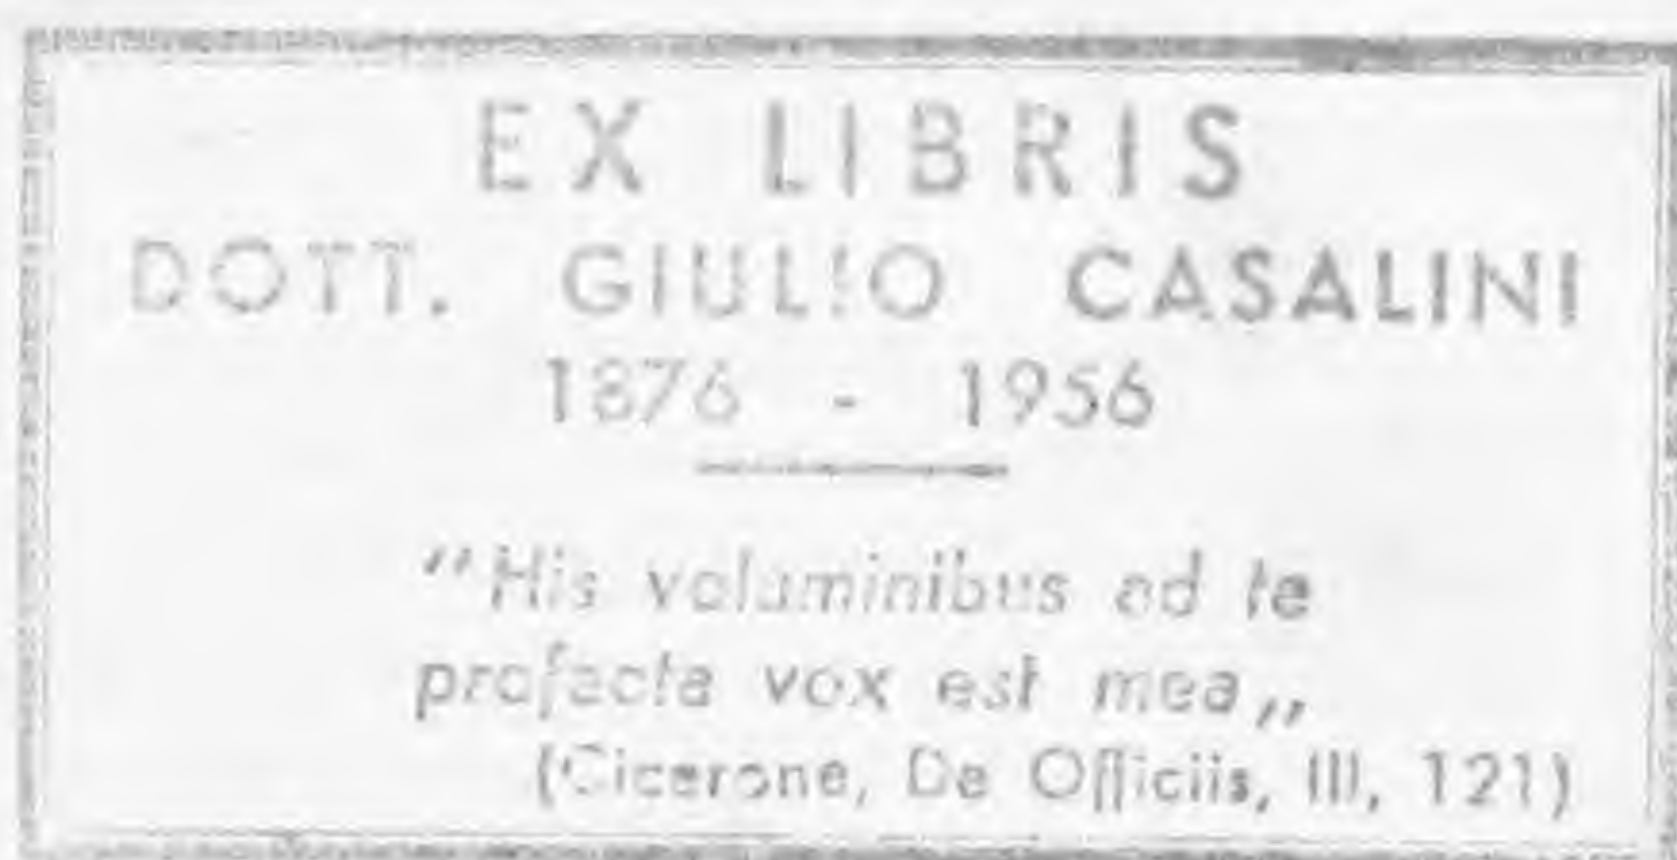 EX LIBRIS
DOTT. GIULIO CASALINI
1876 - 1956
"His voluminibus ad te
profecta vox est mea„
(Cicerone, De Officiis, III, 121)